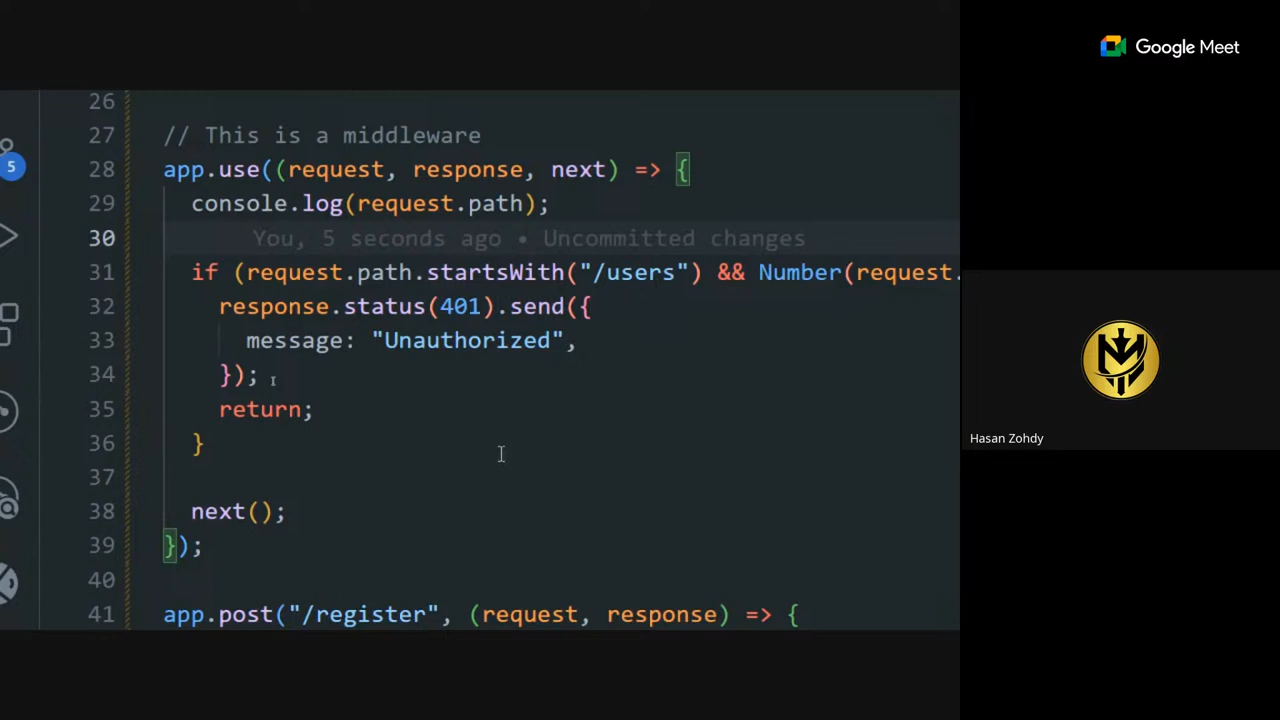 Google Meet
26
27 // This is a middleware
28 app.use((request, response, next) => {
29 console.log(request.path);
30 You, 5 seconds ago • Uncommitted changes
31 if (request.path.startsWith("/users") && Number(request.
32 response.status(401).send({
33 message: "Unauthorized",
34 });
35 return;
36 }
37
38 next();
39 });
40
41 app.post("/register", (request, response) => {
5
Hasan Zohdy